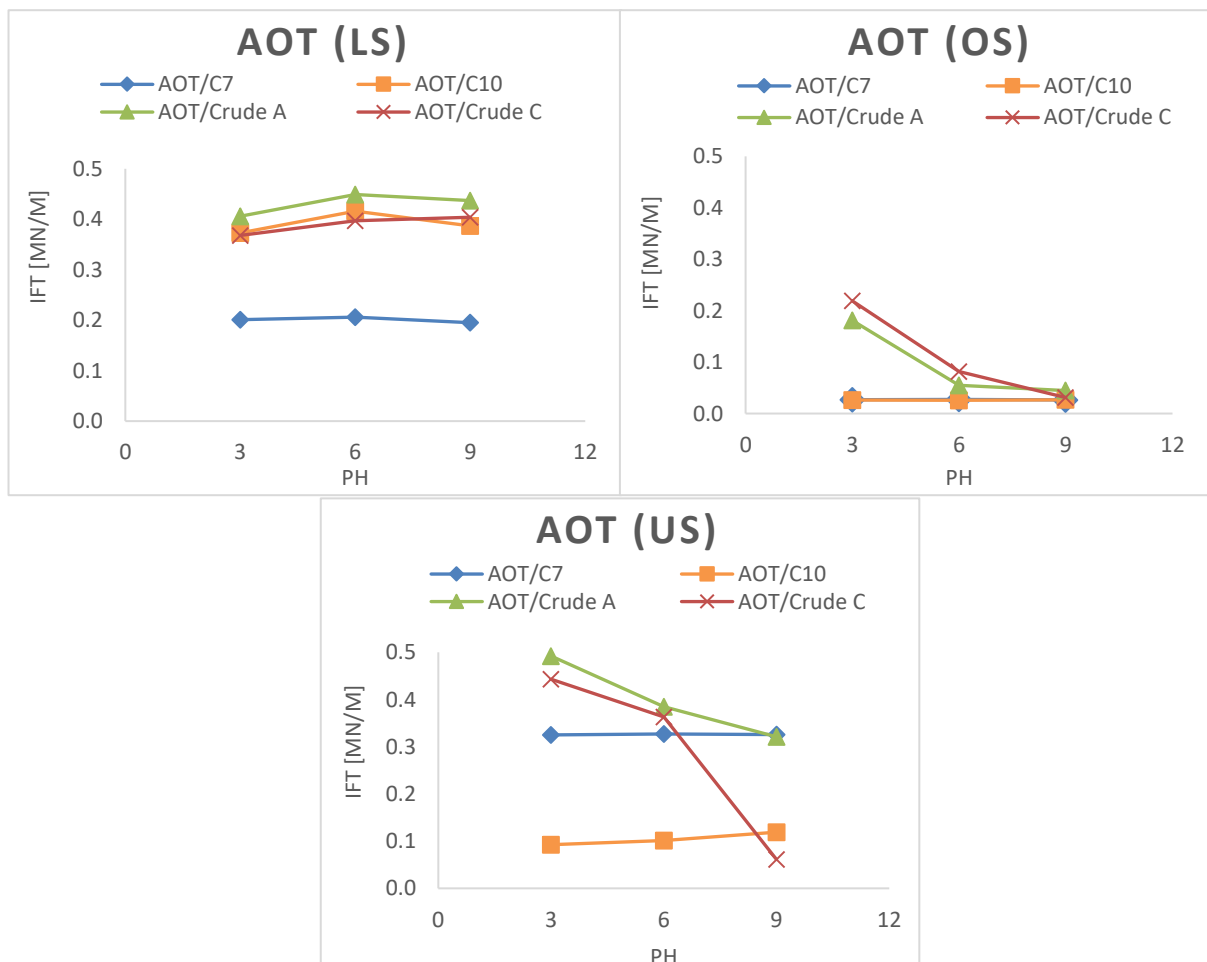 AOT (LS)
AOT/C7 AOT/C10
AOT/Crude A AOT/Crude C
IFT [MN/M]
0.5
0.4
0.3
0.2
0.1
0.0
0 3 6 9 12
PH
AOT (OS)
AOT/C7 AOT/C10
AOT/Crude A AOT/Crude C
IFT [MN/M]
0.5
0.4
0.3
0.2
0.1
0.0
0 3 6 9 12
PH
AOT (US)
AOT/C7 AOT/C10
AOT/Crude A AOT/Crude C
IFT [MN/M]
0.5
0.4
0.3
0.2
0.1
0.0
0 3 6 9 12
PH